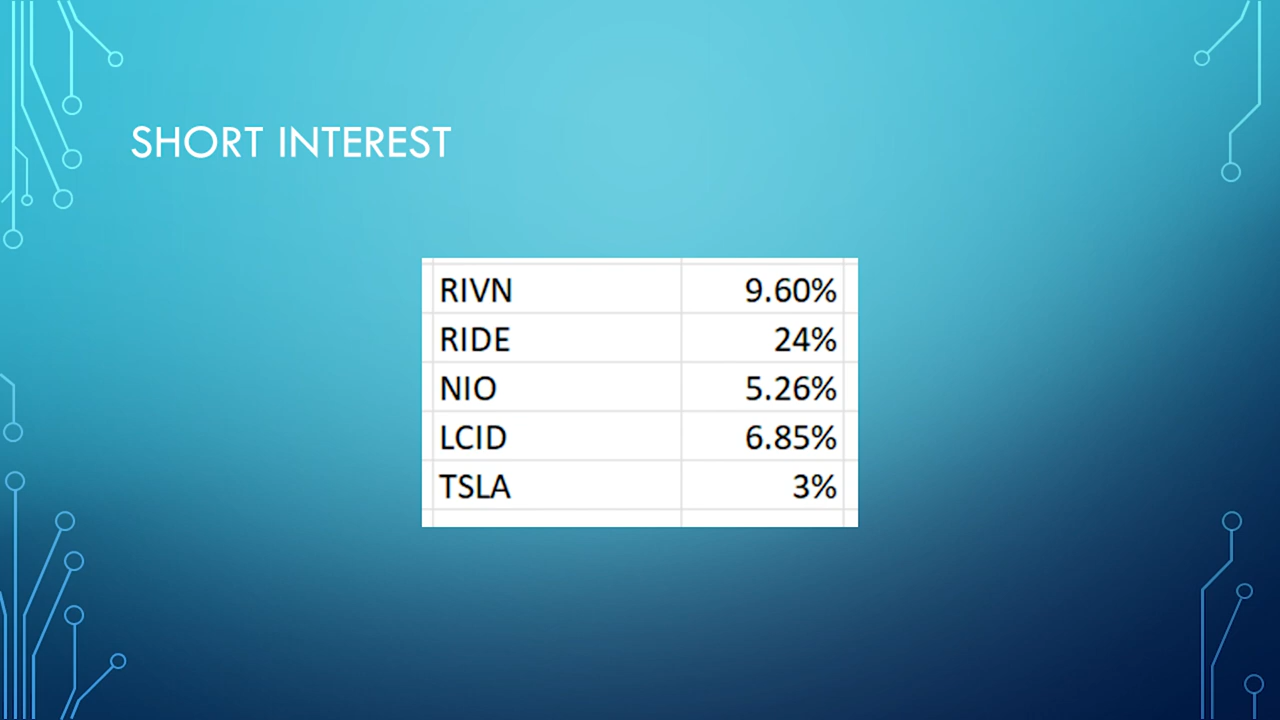 SHORT INTEREST
RIVN 9.60%
RIDE 24%
NIO 5.26%
LCID 6.85%
TSLA 3%